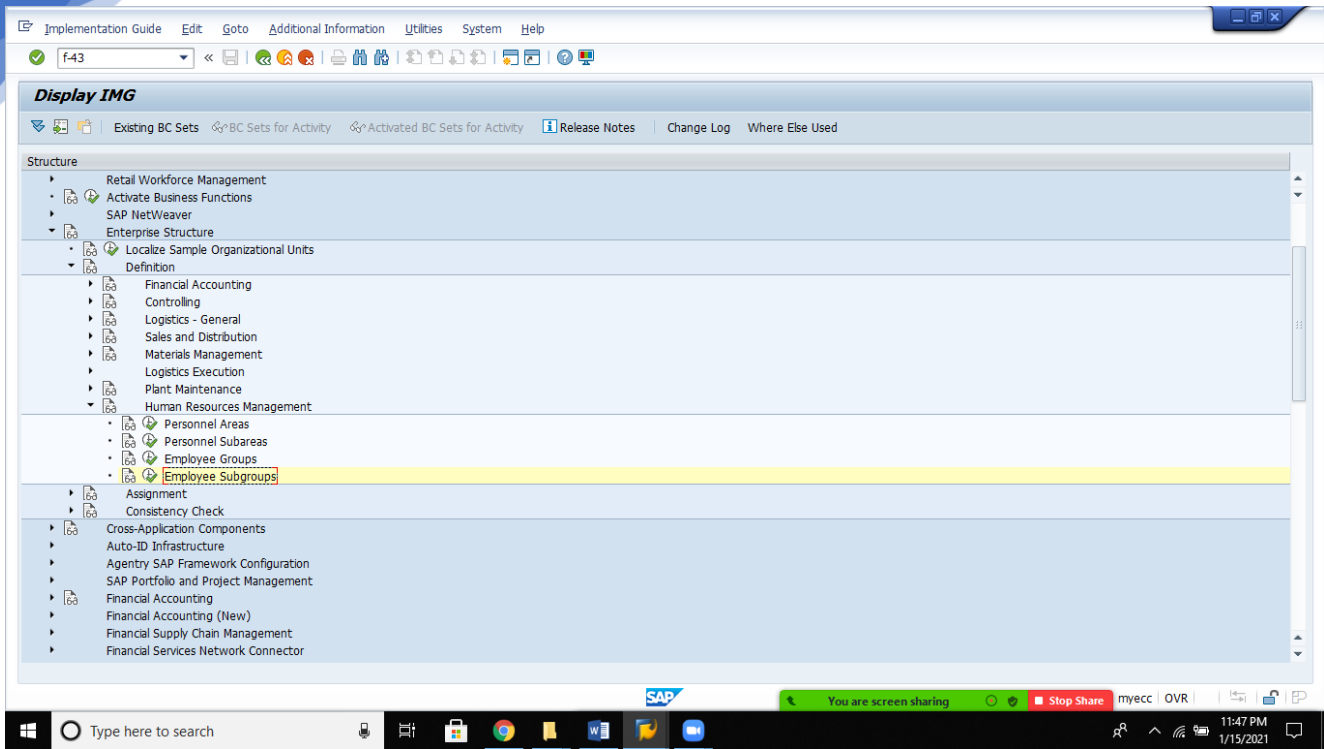 Implementation Guide Edit Goto Additional Information Utilities System Help
f-43
Display IMG
Existing BC Sets BC Sets for Activity Activated BC Sets for Activity Release Notes Change Log Where Else Used
Structure
Retail Workforce Management
Activate Business Functions
SAP NetWeaver
Enterprise Structure
Localize Sample Organizational Units
Definition
Financial Accounting
Controlling
Logistics - General
Sales and Distribution
Materials Management
Logistics Execution
Plant Maintenance
Human Resources Management
Personnel Areas
Personnel Subareas
Employee Groups
Employee Subgroups
Assignment
Consistency Check
Cross-Application Components
Auto-ID Infrastructure
Agentry SAP Framework Configuration
SAP Portfolio and Project Management
Financial Accounting
Financial Accounting (New)
Financial Supply Chain Management
Financial Services Network Connector
SAP You are screen sharing Stop Share myecc OVR
Type here to search
11:47 PM
1/15/2021